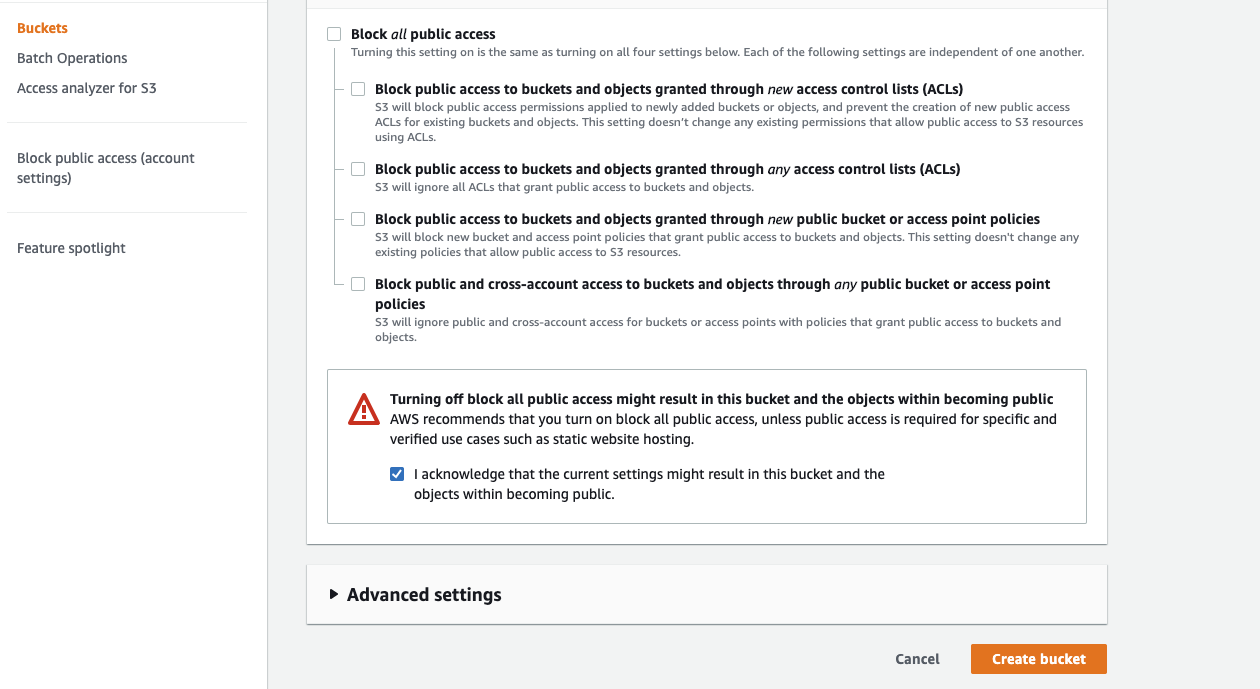 Buckets
Batch Operations
Access analyzer for S3
Block public access (account
settings)
Feature spotlight
Block all public access
Turning this setting on is the same as turning on all four settings below. Each of the following settings are independent of one another.
Block public access to buckets and objects granted through new access control lists (ACLs)
S3 will block public access permissions applied to newly added buckets or objects, and prevent the creation of new public access
ACLs for existing buckets and objects. This setting doesn't change any existing permissions that allow public access to S3 resources
using ACLs.
Block public access to buckets and objects granted through any access control lists (ACLs)
S3 will ignore all ACLs that grant public access to buckets and objects.
Block public access to buckets and objects granted through new public bucket or access point policies
S3 will block new bucket and access point policies that grant public access to buckets and objects. This setting doesn't change any
existing policies that allow public access to S3 resources.
Block public and cross-account access to buckets and objects through any public bucket or access point
policies
S3 will ignore public and cross-account access for buckets or access points with policies that grant public access to buckets and
objects.
Turning off block all public access might result in this bucket and the objects within becoming public
AWS recommends that you turn on block all public access, unless public access is required for specific and
verified use cases such as static website hosting.
I acknowledge that the current settings might result in this bucket and the
objects within becoming public.
Advanced settings
Cancel
Create bucket